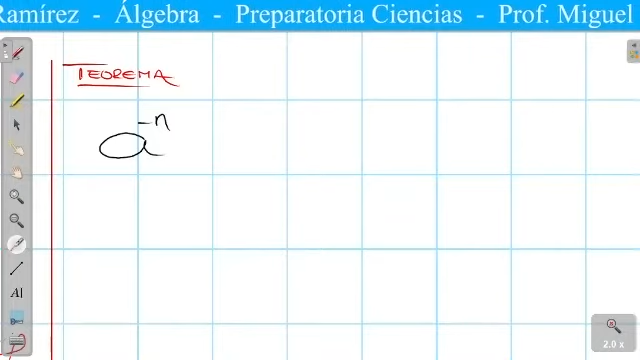 Ramírez - Álgebra - Preparatoria Ciencias - Prof. Miguel
TEOREMA
a⁻ⁿ
A
2.0 x